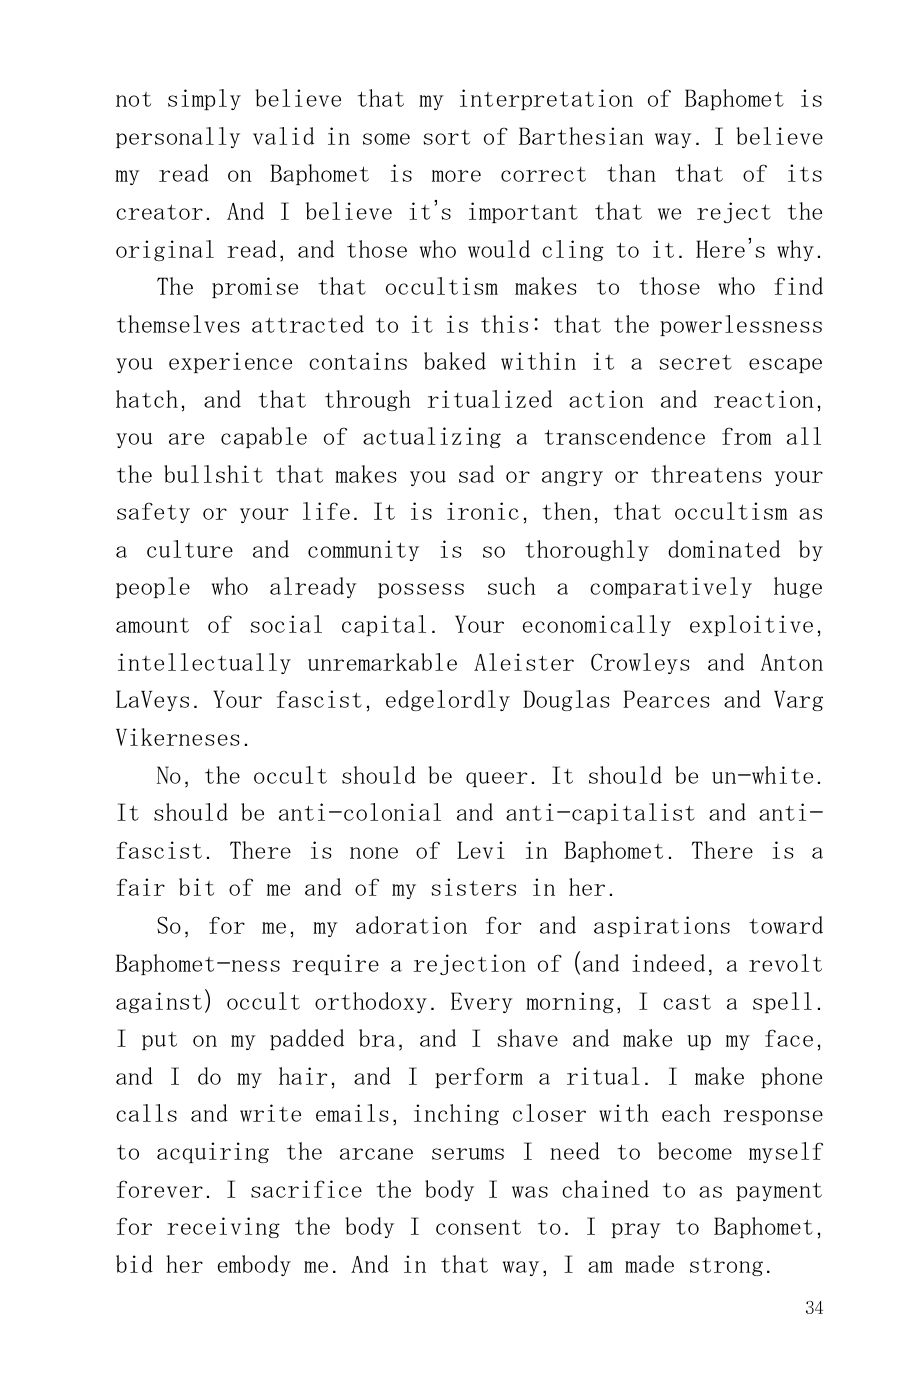 not simply believe that my interpretation of Baphomet is
personally valid in some sort of Barthesian way. I believe
my read on Baphomet is more correct than that of its
creator. And I believe it's important that we reject the
original read, and those who would cling to it. Here's why.
The promise that occultism makes to those who find
themselves attracted to it is this: that the powerlessness
you experience contains baked within it a secret escape
hatch, and that through ritualized action and reaction,
you are capable of actualizing a transcendence from all
the bullshit that makes you sad or angry or threatens your
safety or your life. It is ironic, then, that occultism as
a culture and community is so thoroughly dominated by
people who already possess such a comparatively huge
amount of social capital. Your economically exploitive,
intellectually unremarkable Aleister Crowleys and Anton
LaVeys. Your fascist, edgelordly Douglas Pearces and Varg
Vikerneses.
No, the occult should be queer. It should be un-white.
It should be anti-colonial and anti-capitalist and anti-
fascist. There is none of Levi in Baphomet. There is a
fair bit of me and of my sisters in her.
So, for me, my adoration for and aspirations toward
Baphomet-ness require a rejection of (and indeed, a revolt
against) occult orthodoxy. Every morning, I cast a spell.
I put on my padded bra, and I shave and make up my face,
and I do my hair, and I perform a ritual. I make phone
calls and write emails, inching closer with each response
to acquiring the arcane serums I need to become myself
forever. I sacrifice the body I was chained to as payment
for receiving the body I consent to. I pray to Baphomet,
bid her embody me. And in that way, I am made strong.
34